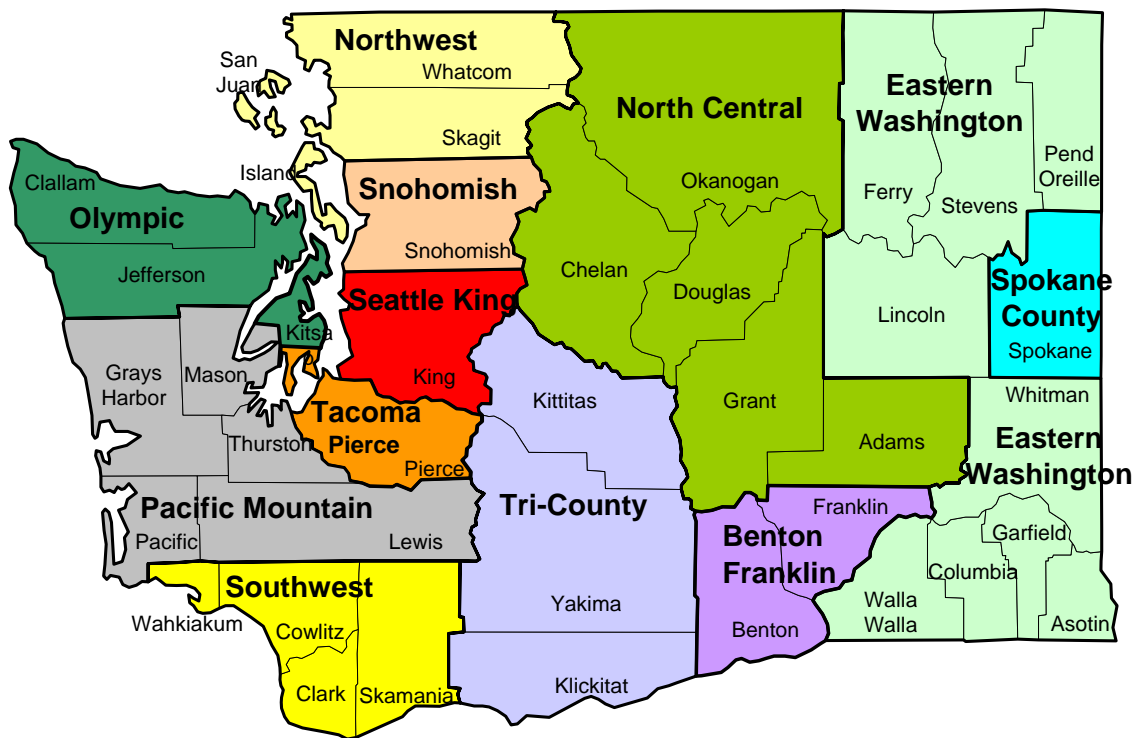 Northwest
San
Juan
Whatcom
Skagit
Island
North Central
Okanogan
Chelan
Douglas
Grant
Adams
Eastern
Washington
Ferry
Stevens
Pend
Oreille
Lincoln
Clallam
Olympic
Jefferson
Kitsa
Snohomish
Snohomish
Seattle King
King
Spokane
County
Spokane
Whitman
Eastern
Washington
Garfield
Columbia
Walla
Walla
Asotin
Grays
Harbor
Mason
Thurston
Pacific Mountain
Pacific
Lewis
Tacoma
Pierce
Pierce
Kittitas
Tri-County
Yakima
Klickitat
Franklin
Benton
Franklin
Benton
Southwest
Wahkiakum
Cowlitz
Clark
Skamania